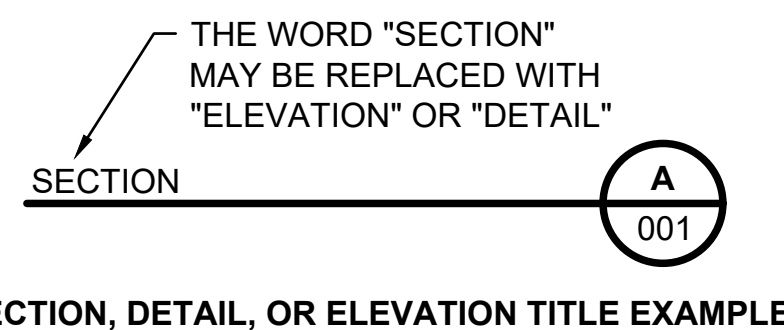 THE WORD "SECTION"
MAY BE REPLACED WITH
"ELEVATION" OR "DETAIL"
SECTION
A
001
ECTION, DETAIL, OR ELEVATION TITLE EXAMPLE